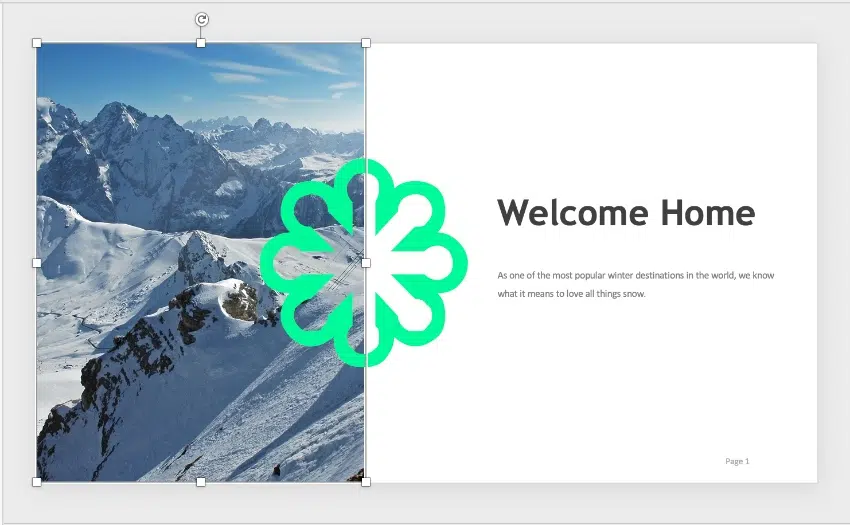 Welcome Home
As one of the most popular winter destinations in the world, we know
what it means to love all things snow.
Page 1